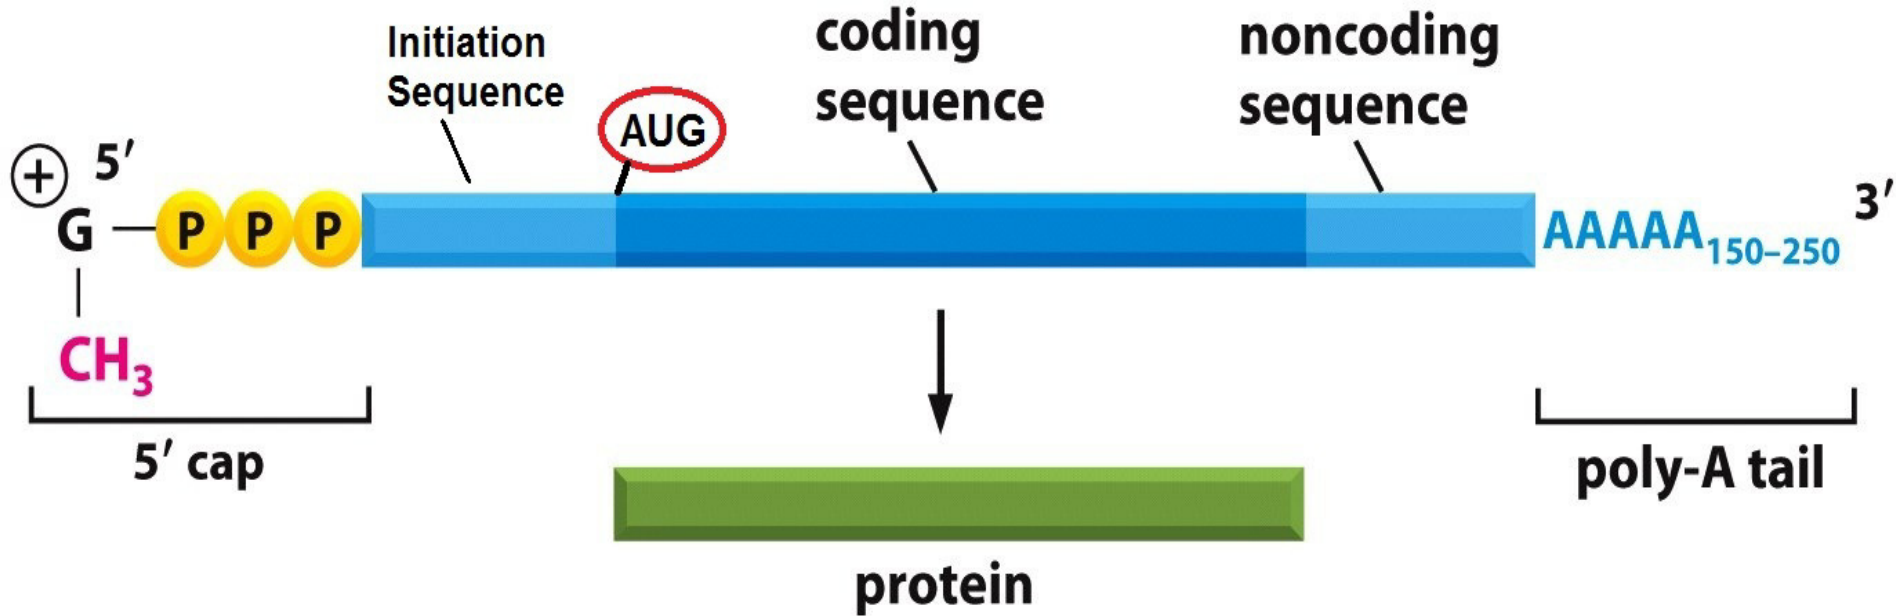 Initiation
Sequence
AUG
coding
sequence
noncoding
sequence
+
5′
G
P P P
CH₃
AAAAA₁₅₀₋₂₅₀
3′
5′ cap
poly-A tail
protein